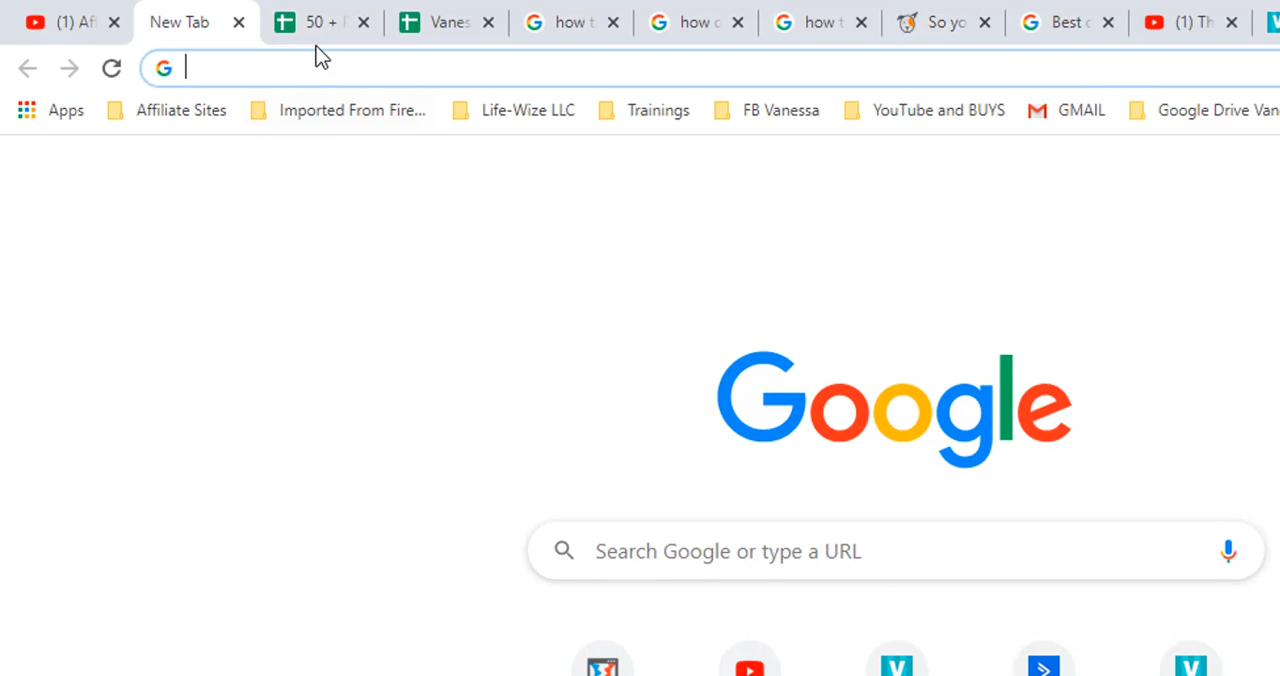 (1) Af New Tab 50 + Vanes how t how c how t So yo Best c (1) Th
Apps Affiliate Sites Imported From Fire... Life-Wize LLC Trainings FB Vanessa YouTube and BUYS GMAIL Google Drive Van
Google
Search Google or type a URL
V V